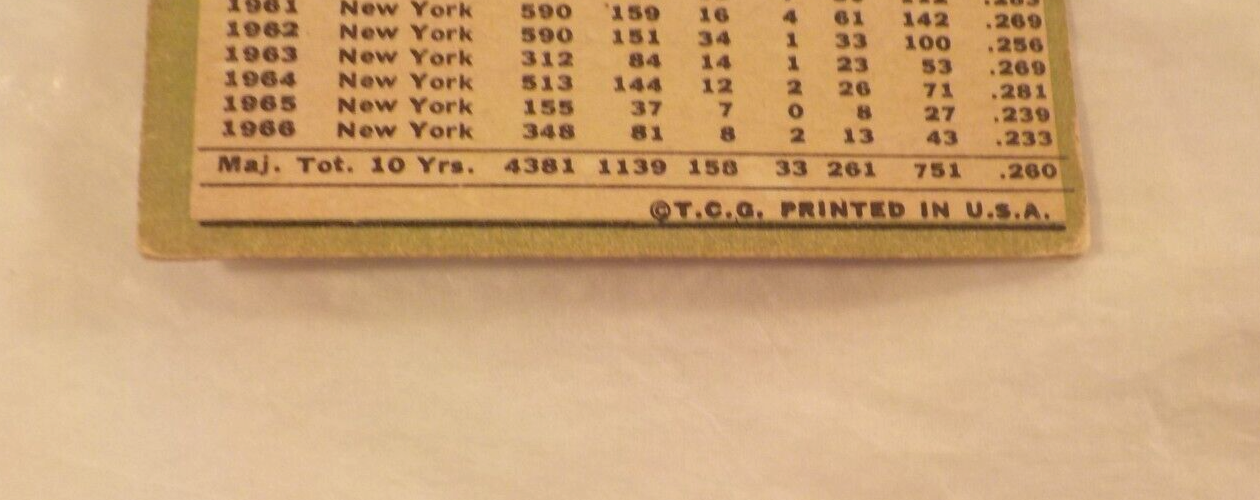 1961 New York 590 159 16 4 61 142 .269
1962 New York 590 151 34 1 33 100 .256
1963 New York 312 84 14 1 23 53 .269
1964 New York 513 144 12 2 26 71 .281
1965 New York 155 37 7 0 8 27 .239
1966 New York 348 81 8 2 13 43 .233
Maj. Tot. 10 Yrs. 4381 1139 158 33 261 751 .260
©T.C.G. PRINTED IN U.S.A.